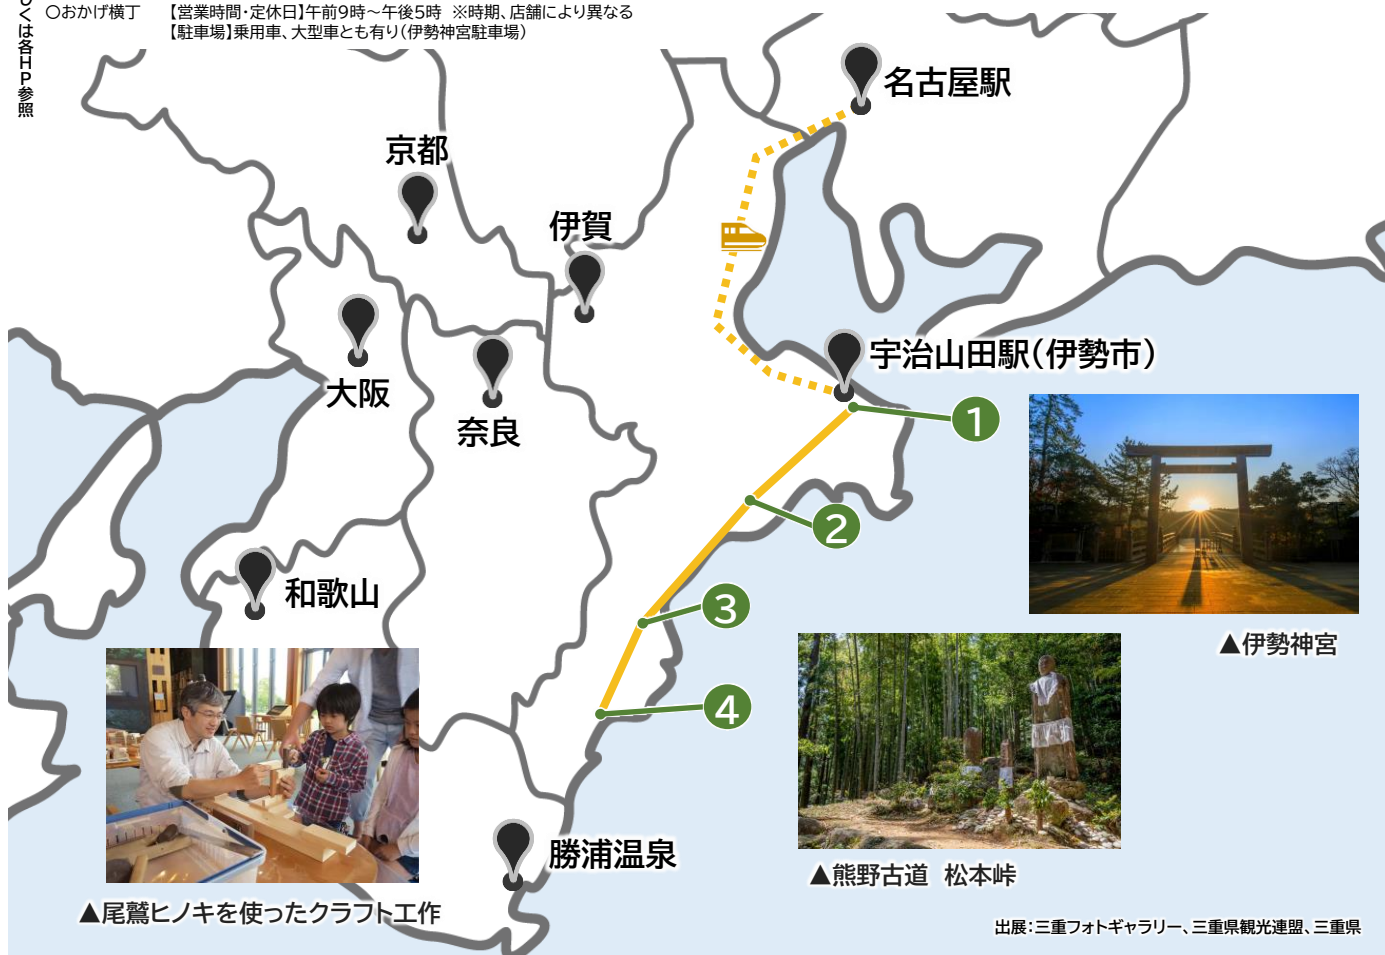 くは各HP参照
〇おかげ横丁　【営業時間・定休日】午前9時～午後5時　※時期、店舗により異なる
【駐車場】乗用車、大型車とも有り（伊勢神宮駐車場）
名古屋駅
京都
伊賀
大阪
奈良
宇治山田駅（伊勢市）
1
2
和歌山
3
▲伊勢神宮
4
勝浦温泉
▲熊野古道　松本峠
▲尾鷲ヒノキを使ったクラフト工作
出展：三重フォトギャラリー、三重県観光連盟、三重県